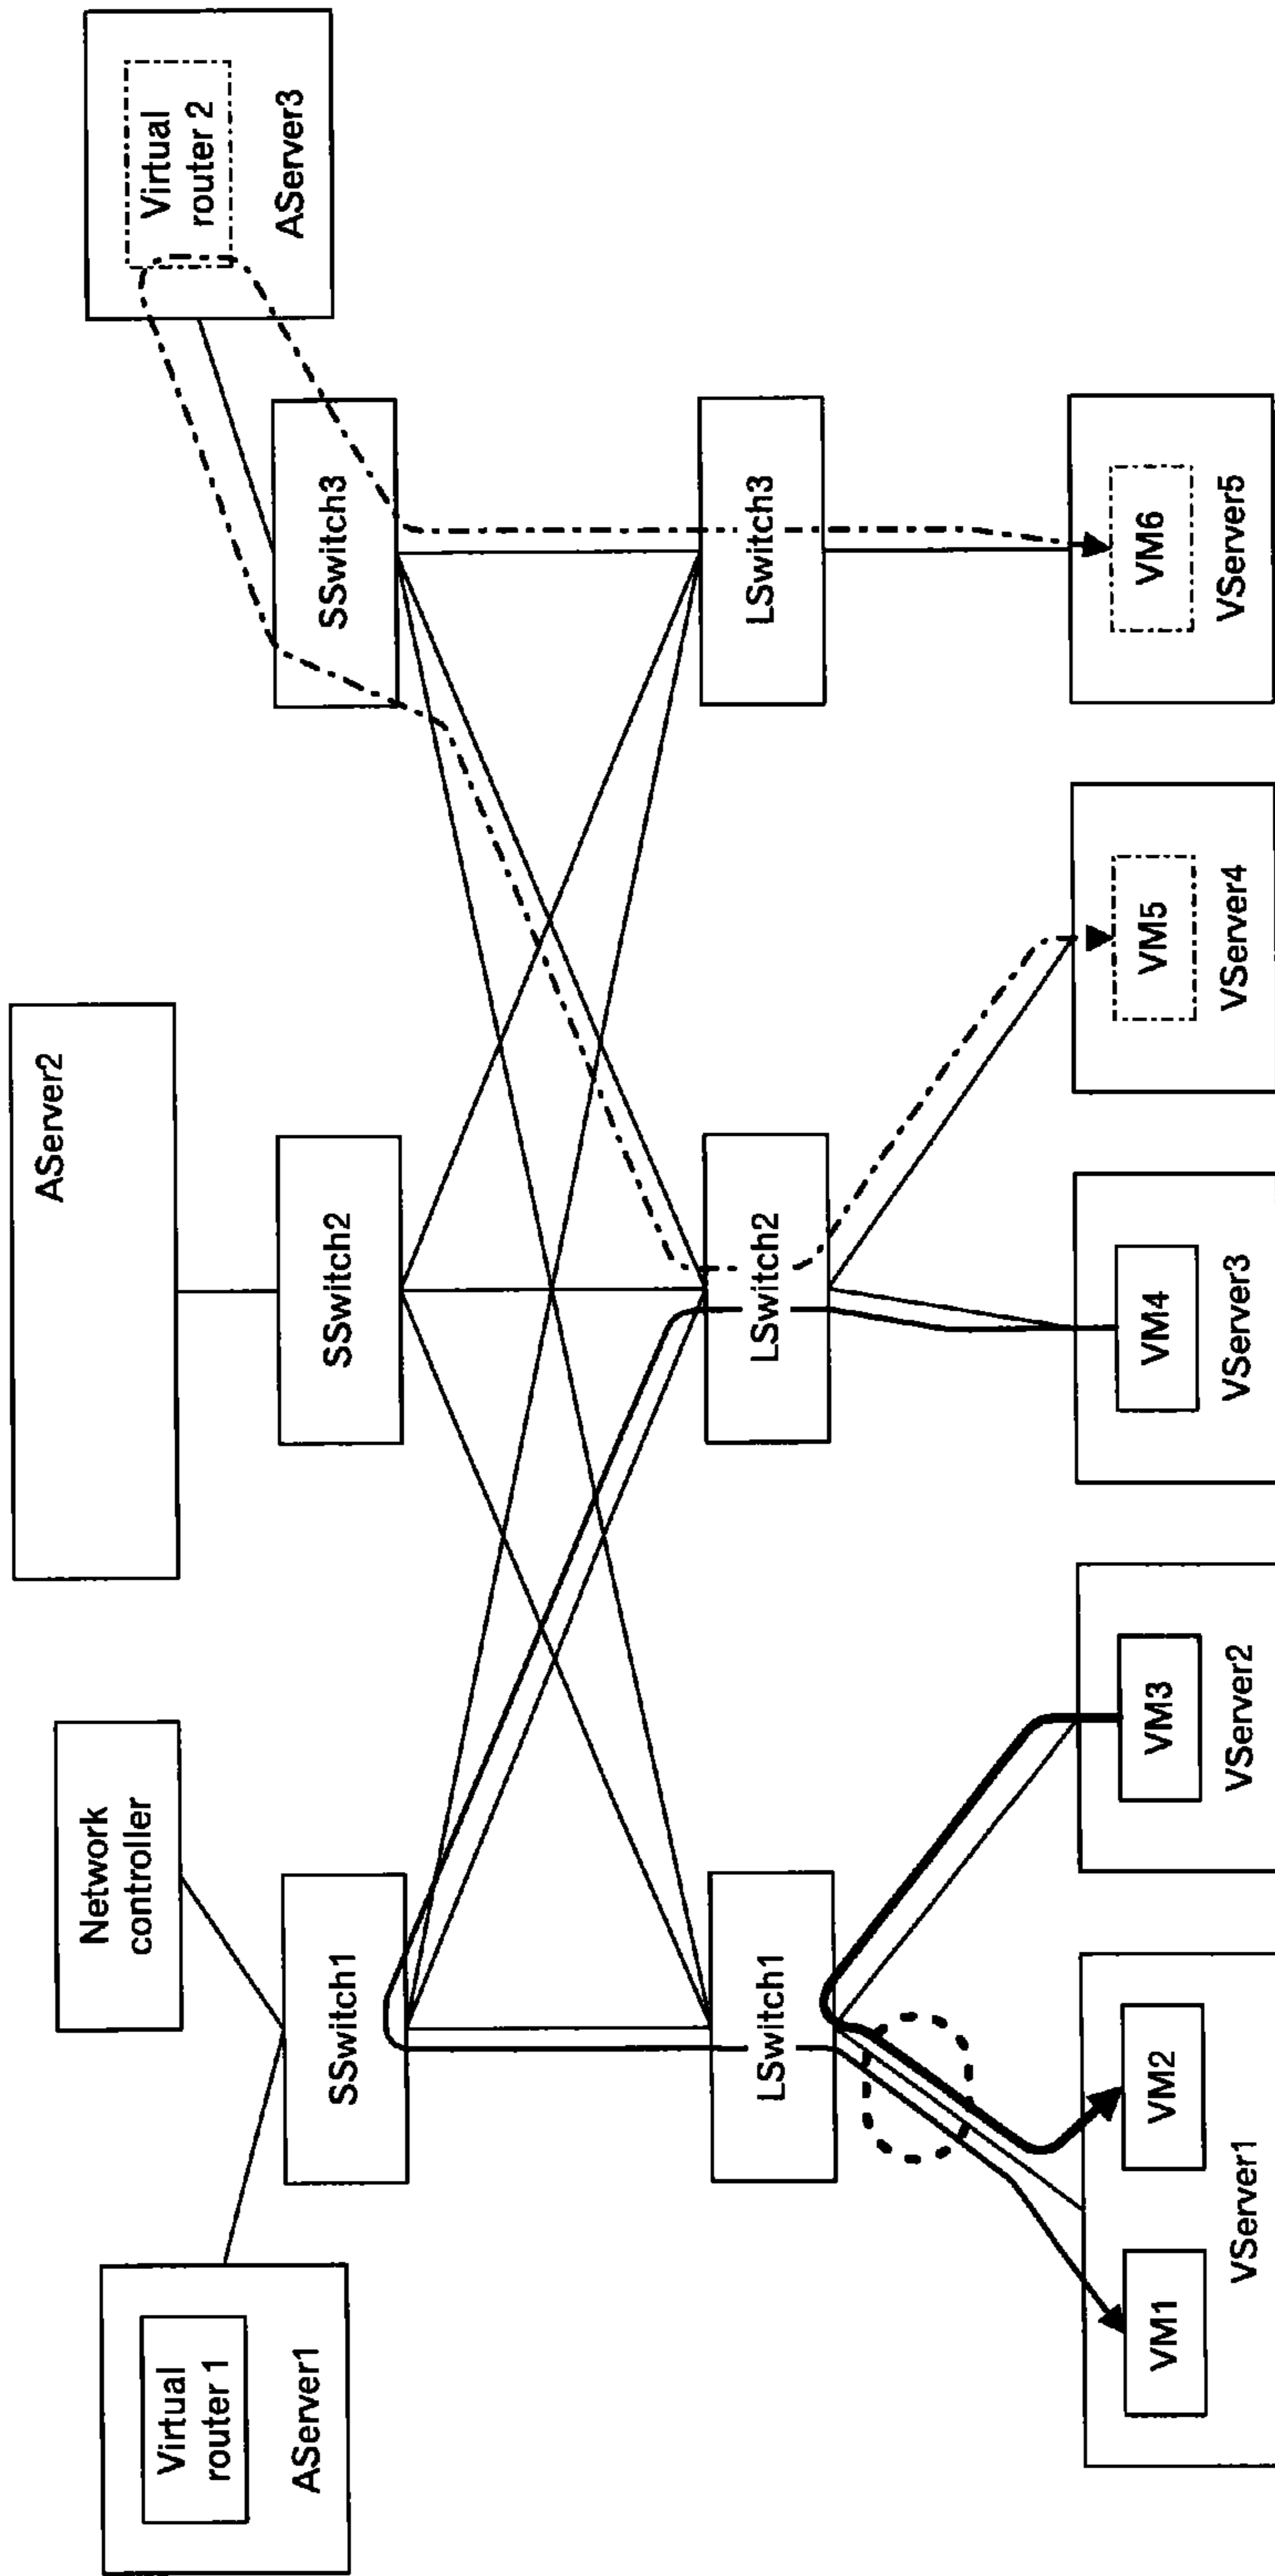 Virtual
router 1
AServer1
Network
controller
AServer2
Virtual
router 2
AServer3
SSwitch1
SSwitch2
SSwitch3
LSwitch1
LSwitch2
LSwitch3
VM1
VM2
VServer1
VM3
VServer2
VM4
VServer3
VM5
VServer4
VM6
VServer5